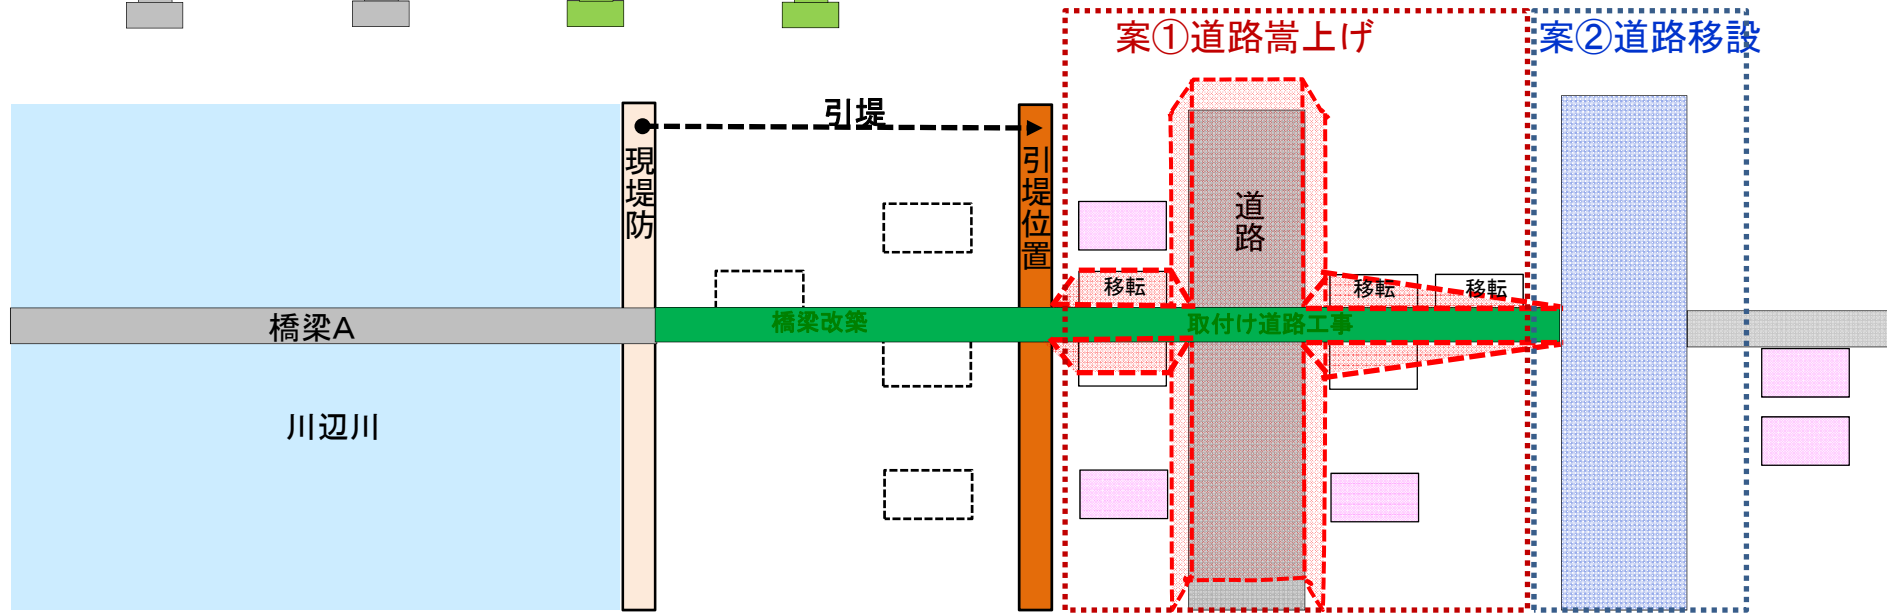 案①道路嵩上げ
案②道路移設
引堤
現堤防
引堤位置
道路
移転
移転
移転
橋梁A
橋梁改築
取付け道路工事
川辺川